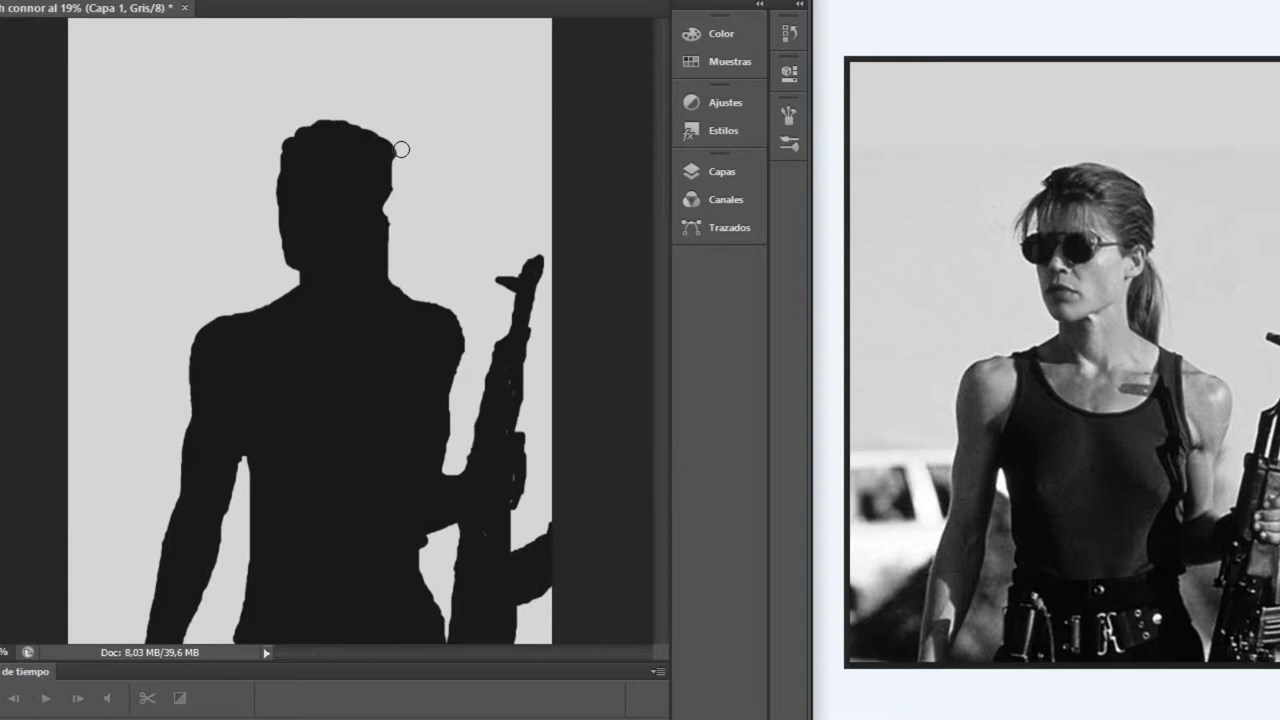 h connor al 19% (Capa 1, Gris/8) *
Color
Muestras
Ajustes
Estilos
Capas
Canales
Trazados
%
Doc: 8,03 MB/39,6 MB
de tiempo